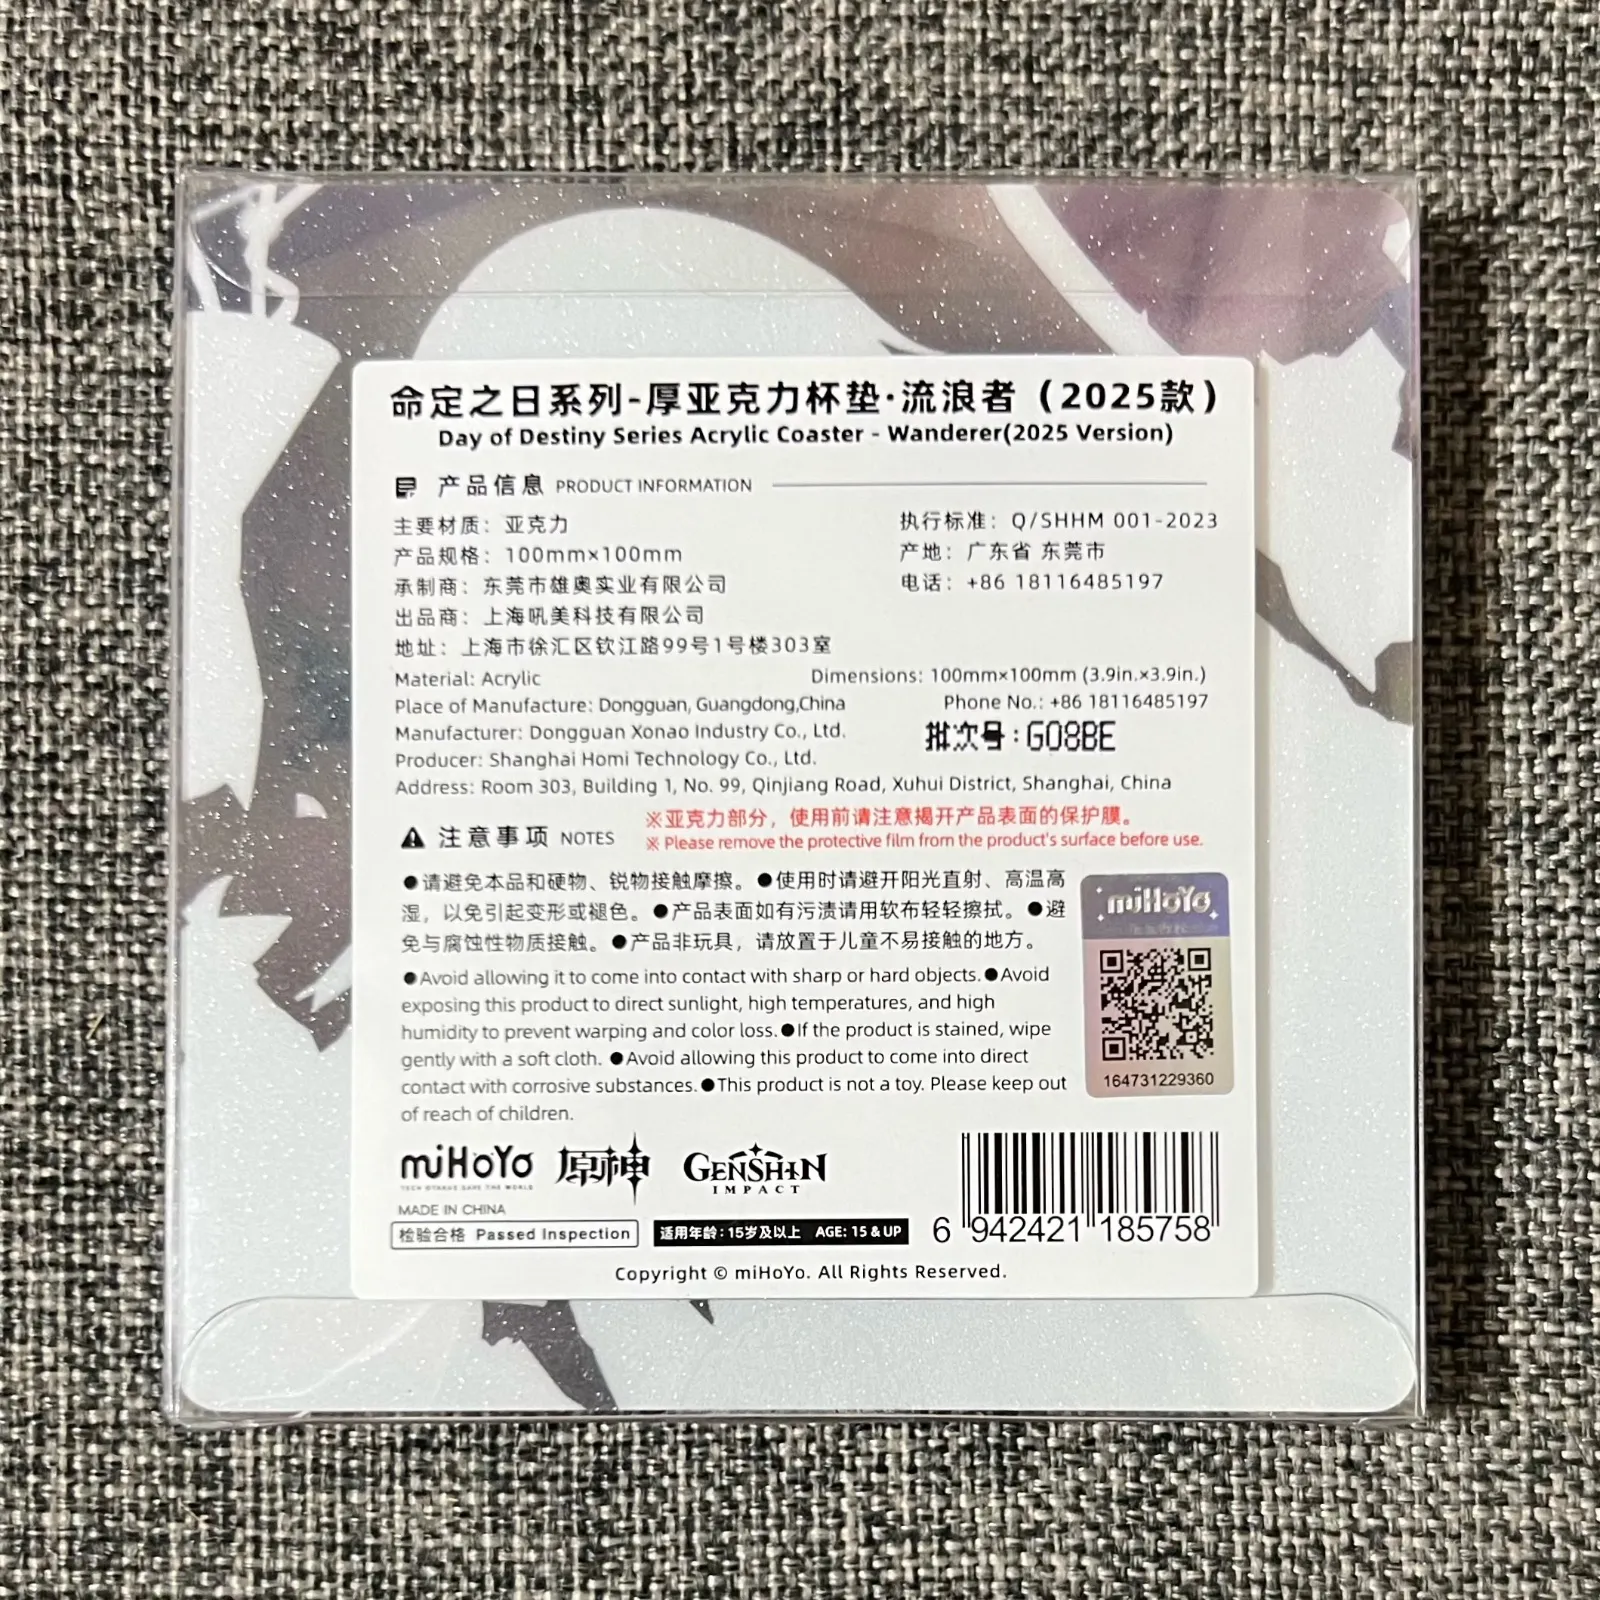 命定之日系列-厚亚克力杯垫·流浪者（2025款）
Day of Destiny Series Acrylic Coaster - Wanderer(2025 Version)
产品信息 PRODUCT INFORMATION
主要材质：亚克力
执行标准：Q/SHHM 001-2023
产品规格：100mm×100mm
产地：广东省 东莞市
承制商：东莞市雄奥实业有限公司
电话：+86 18116485197
出品商：上海吼美科技有限公司
地址：上海市徐汇区钦江路99号1号楼303室
Material: Acrylic
Dimensions: 100mm×100mm (3.9in.×3.9in.)
Place of Manufacture: Dongguan, Guangdong,China
Phone No.: +86 18116485197
Manufacturer: Dongguan Xonao Industry Co., Ltd.
批次号:G08BE
Producer: Shanghai Homi Technology Co., Ltd.
Address: Room 303, Building 1, No. 99, Qinjiang Road, Xuhui District, Shanghai, China
注意事项 NOTES
※亚克力部分，使用前请注意揭开产品表面的保护膜。
※ Please remove the protective film from the product's surface before use.
●请避免本品和硬物、锐物接触摩擦。●使用时请避开阳光直射、高温高
湿，以免引起变形或褪色。●产品表面如有污渍请用软布轻轻擦拭。●避
免与腐蚀性物质接触。●产品非玩具，请放置于儿童不易接触的地方。
●Avoid allowing it to come into contact with sharp or hard objects.●Avoid
exposing this product to direct sunlight, high temperatures, and high
humidity to prevent warping and color loss.●If the product is stained, wipe
gently with a soft cloth. ●Avoid allowing this product to come into direct
contact with corrosive substances.●This product is not a toy. Please keep out
of reach of children.
miHoYo
164731229360
miHoYo
TECH OTAKUS SAVE THE WORLD
原神
GENSHIN
IMPACT
MADE IN CHINA
检验合格 Passed Inspection
适用年龄：15岁及以上 AGE: 15 & UP
6 942421 185758
Copyright © miHoYo. All Rights Reserved.